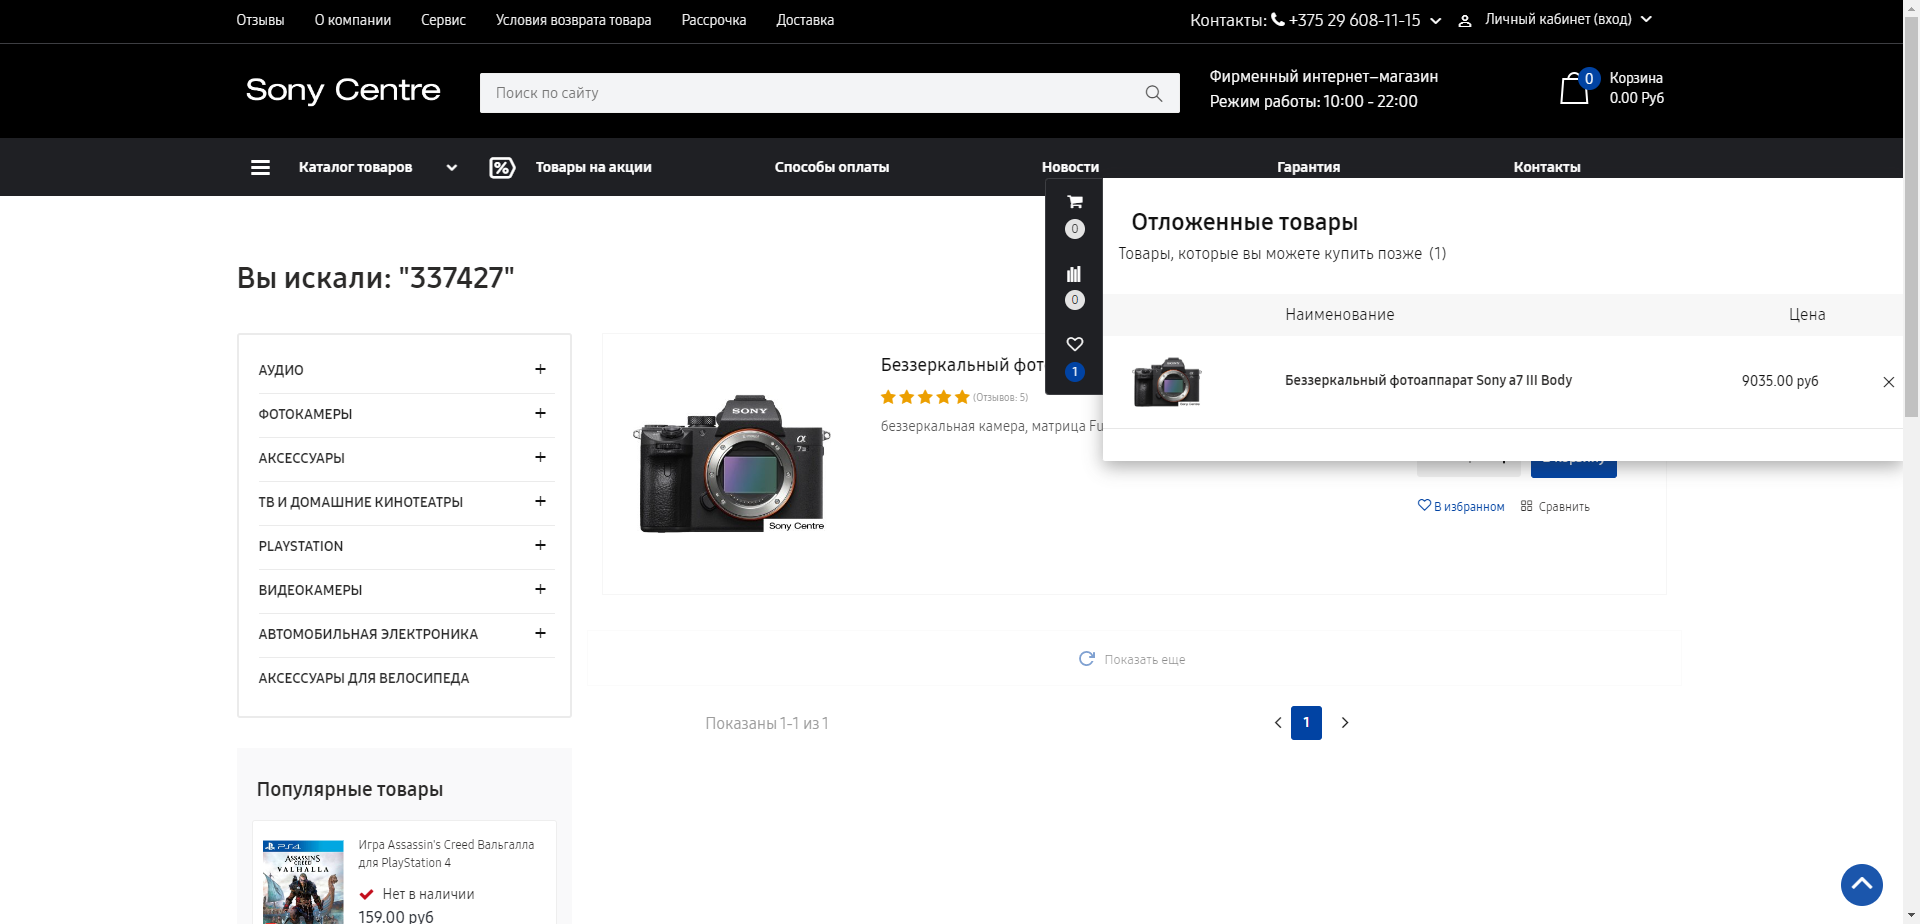 Отзывы
О компании
Сервис
Условия возврата товара
Рассрочка
Доставка
Контакты: +375 29 608-11-15
Личный кабинет (вход)
Sony Centre
Поиск по сайту
Фирменный интернет–магазин
Режим работы: 10:00 - 22:00
0
Корзина
0.00 Руб
Каталог товаров
%
Товары на акции
Способы оплаты
Новости
Гарантия
Контакты
0
0
1
Отложенные товары
Товары, которые вы можете купить позже (1)
Наименование
Цена
Беззеркальный фотоаппарат Sony a7 III Body
9035.00 руб
Вы искали: "337427"
АУДИО
ФОТОКАМЕРЫ
АКСЕССУАРЫ
ТВ И ДОМАШНИЕ КИНОТЕАТРЫ
PLAYSTATION
ВИДЕОКАМЕРЫ
АВТОМОБИЛЬНАЯ ЭЛЕКТРОНИКА
АКСЕССУАРЫ ДЛЯ ВЕЛОСИПЕДА
SONY
α
Sony Centre
Беззеркальный фот
(Отзывов: 5)
беззеркальная камера, матрица Fu
В избранном
Сравнить
Показать еще
Показаны 1-1 из 1
1
Популярные товары
PS4
ASSASSIN'S
CREED
VALHALLA
Игра Assassin's Creed Вальгалла
для PlayStation 4
Нет в наличии
159.00 руб